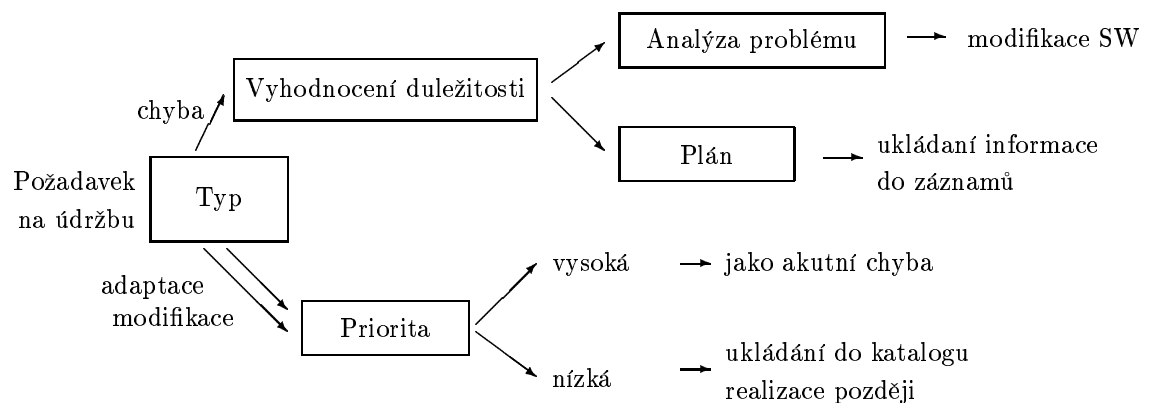 Analýza problému
modifikace SW
Vyhodnocení duležitosti
chyba
Plán
ukládaní informace
do záznamů
Požadavek
na údržbu
Typ
adaptace
modifikace
Priorita
vysoká
jako akutní chyba
nízká
ukládání do katalogu
realizace později